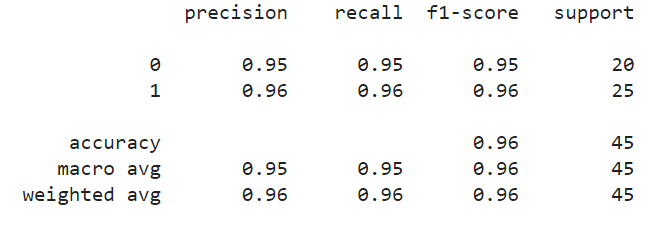 precision recall f1-score support
0 0.95 0.95 0.95 20
1 0.96 0.96 0.96 25
accuracy 0.96 45
macro avg 0.95 0.95 0.96 45
weighted avg 0.96 0.96 0.96 45